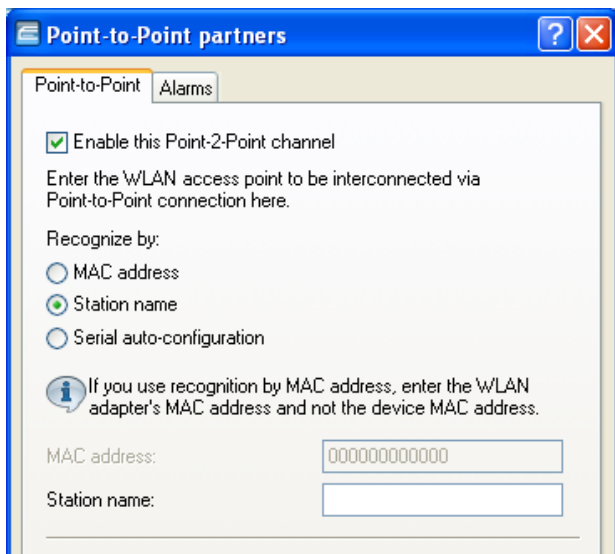 Point-to-Point partners
Point-to-Point
Alarms
Enable this Point-2-Point channel
Enter the WLAN access point to be interconnected via
Point-to-Point connection here.
Recognize by:
MAC address
Station name
Serial auto-configuration
If you use recognition by MAC address, enter the WLAN
adapter's MAC address and not the device MAC address.
MAC address: 000000000000
Station name: